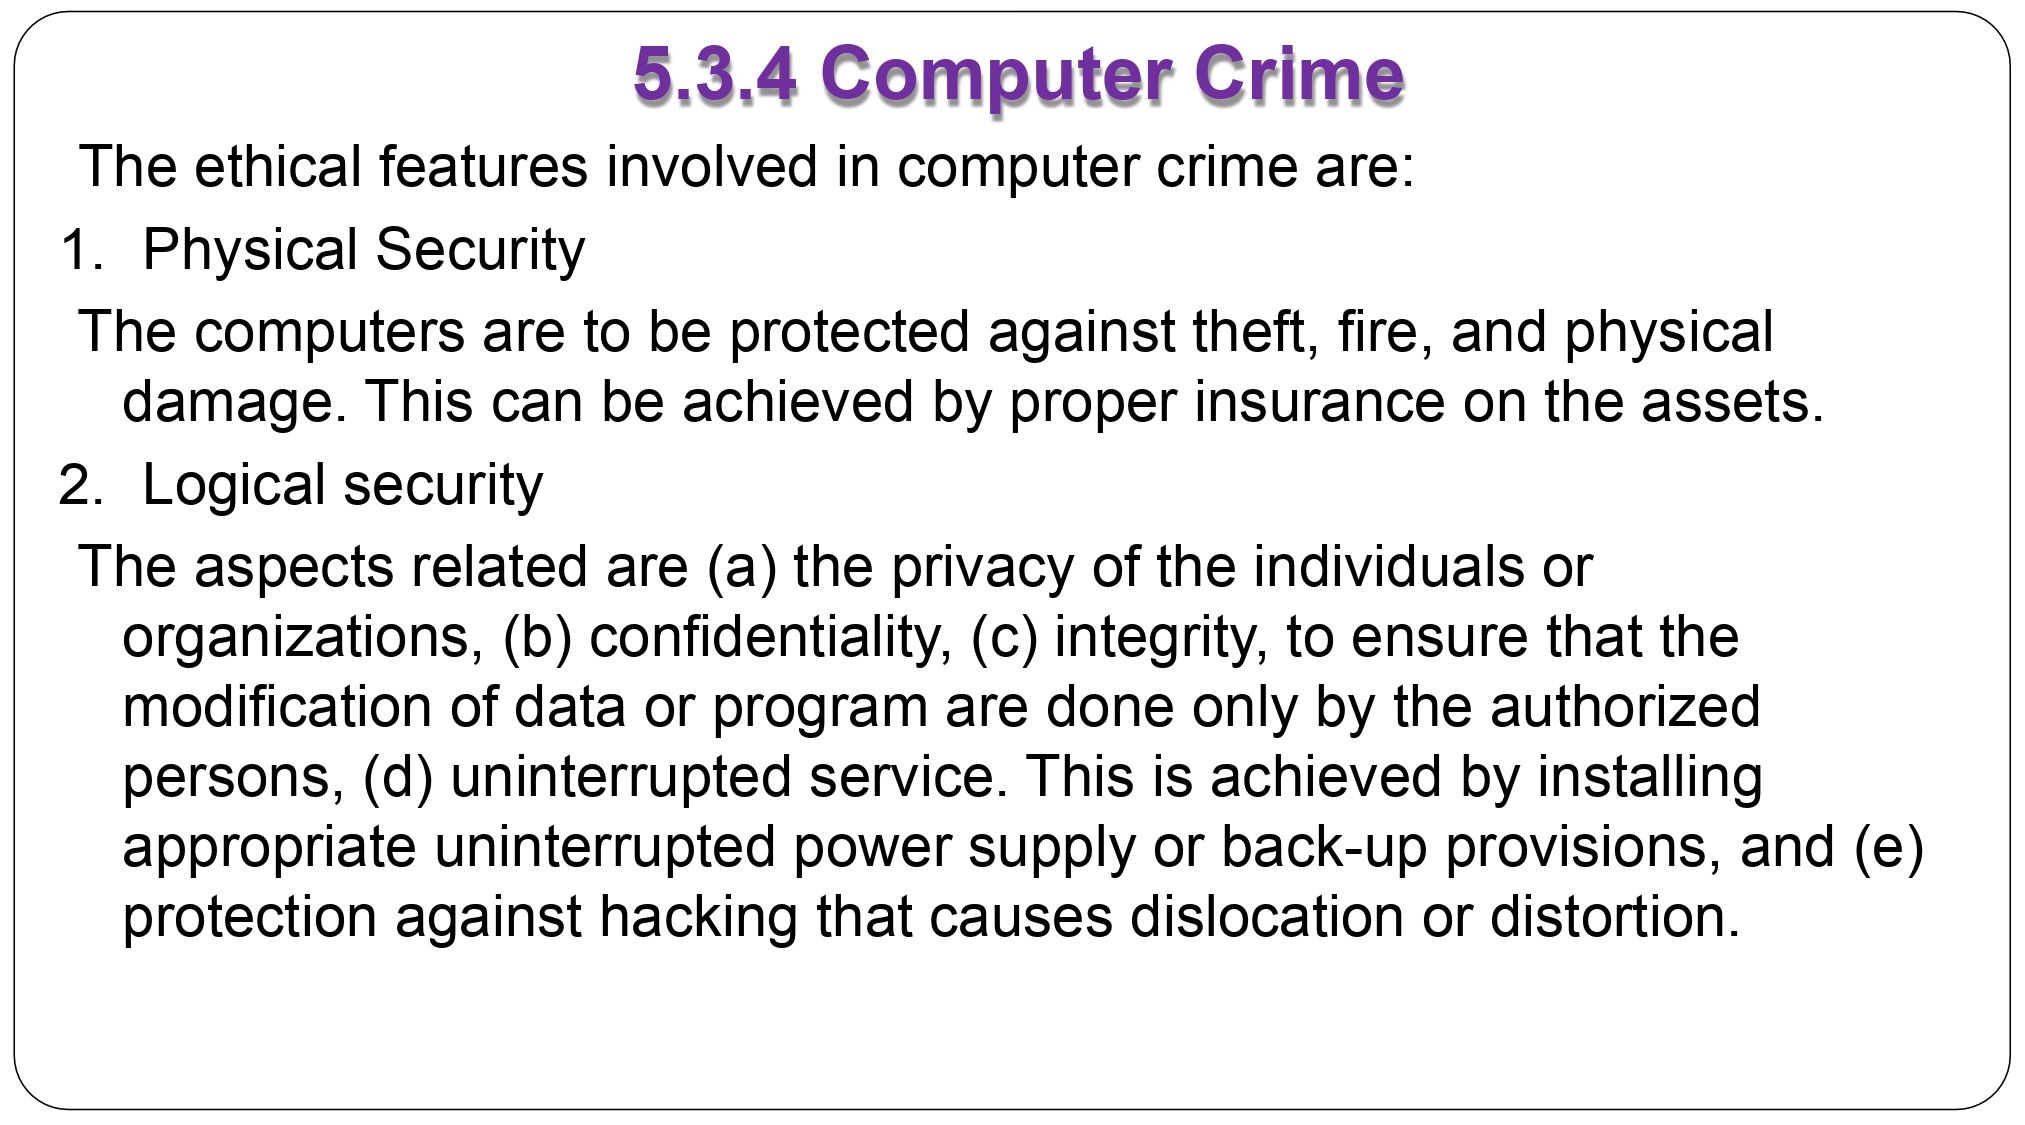 5.3.4 Computer Crime
The ethical features involved in computer crime are:
1. Physical Security
The computers are to be protected against theft, fire, and physical
damage. This can be achieved by proper insurance on the assets.
2. Logical security
The aspects related are (a) the privacy of the individuals or
organizations, (b) confidentiality, (c) integrity, to ensure that the
modification of data or program are done only by the authorized
persons, (d) uninterrupted service. This is achieved by installing
appropriate uninterrupted power supply or back-up provisions, and (e)
protection against hacking that causes dislocation or distortion.